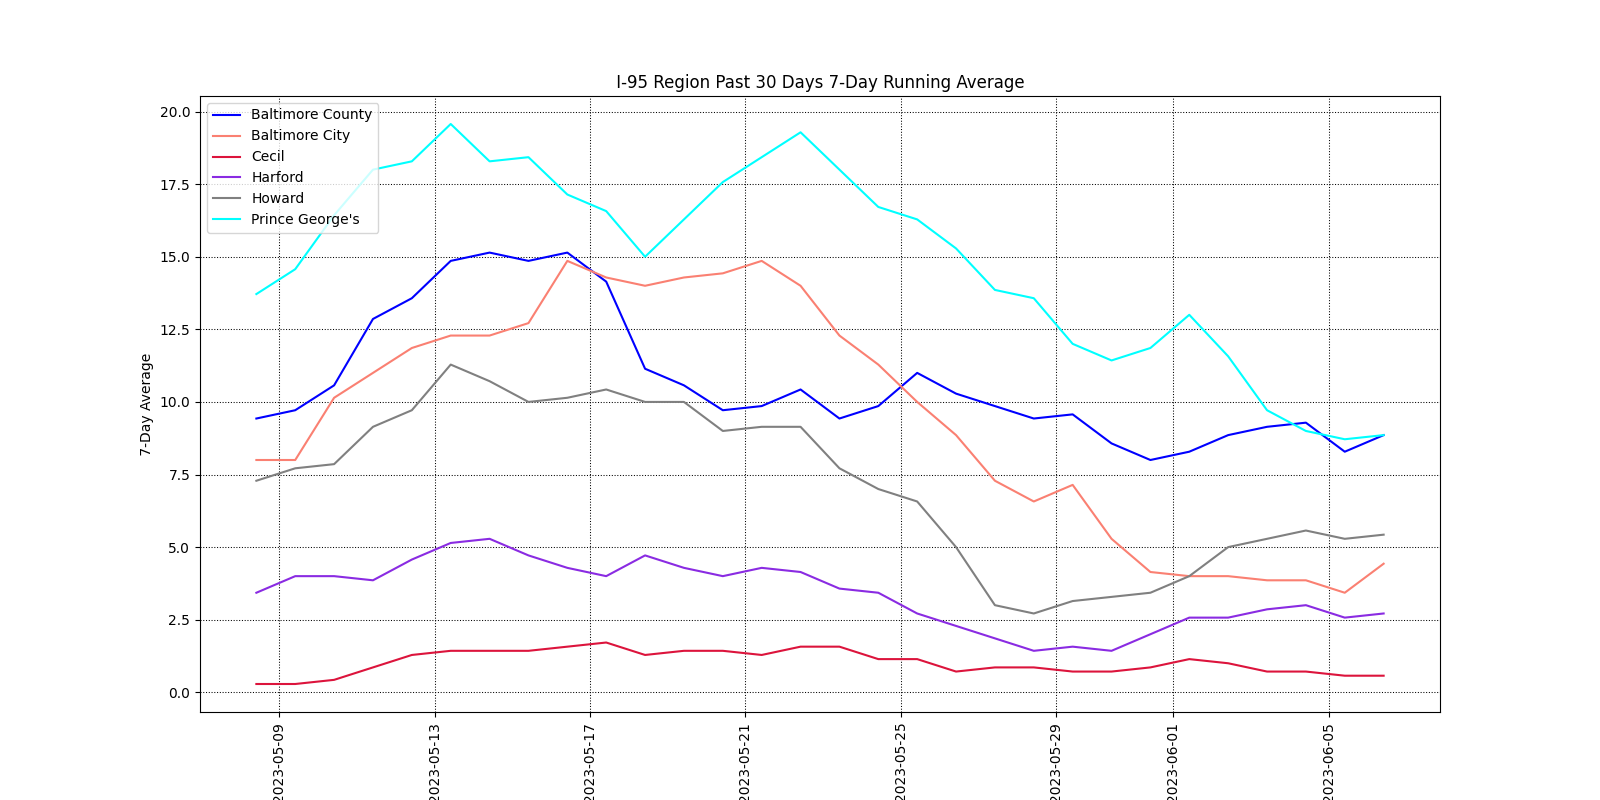 I-95 Region Past 30 Days 7-Day Running Average
Baltimore County
Baltimore City
Cecil
Harford
Howard
Prince George's
7-Day Average
20.0
17.5
15.0
12.5
10.0
7.5
5.0
2.5
0.0
2023-05-09
2023-05-13
2023-05-17
2023-05-21
2023-05-25
2023-05-29
2023-06-01
2023-06-05